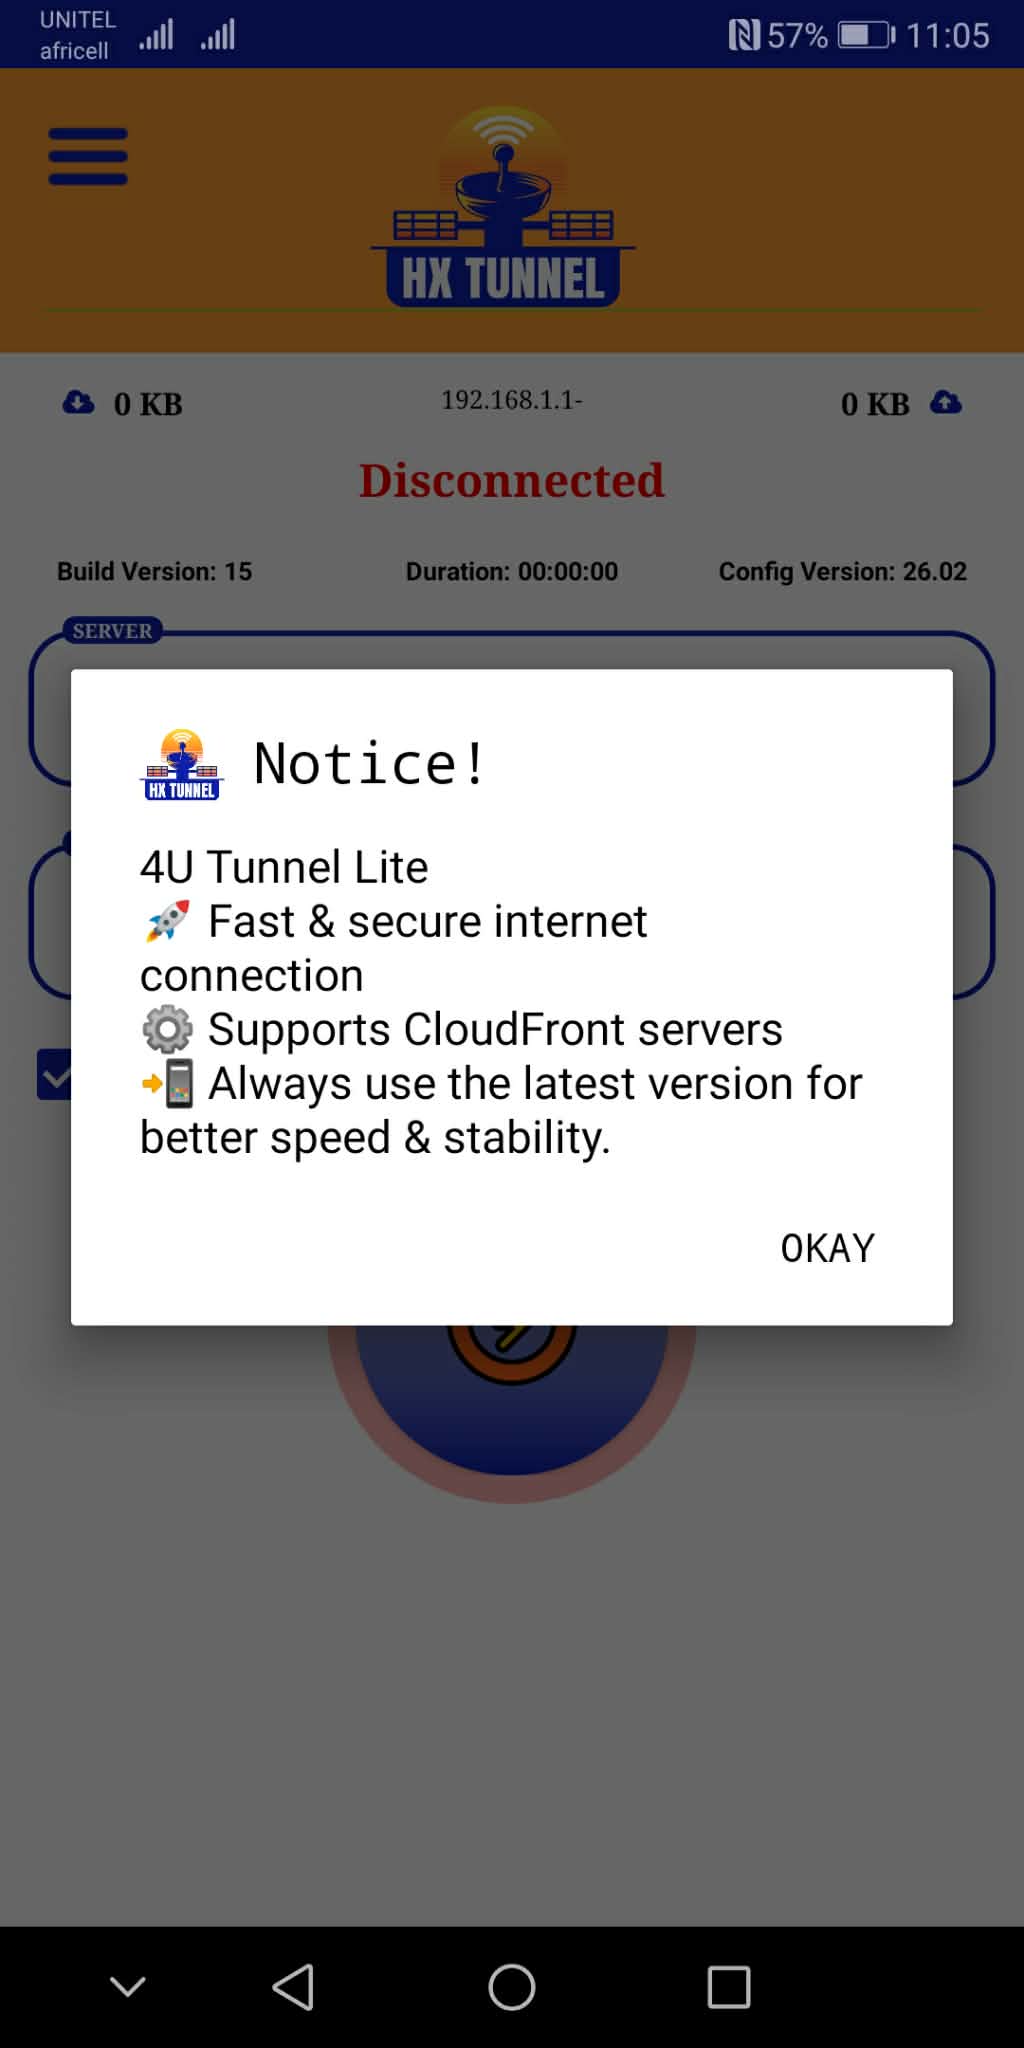 UNITEL
africell
57%
11:05
HX TUNNEL
0 KB
192.168.1.1-
0 KB
Disconnected
Build Version: 15
Duration: 00:00:00
Config Version: 26.02
SERVER
HX TUNNEL
Notice!
4U Tunnel Lite
🚀 Fast & secure internet
connection
⚙️ Supports CloudFront servers
📲 Always use the latest version for
better speed & stability.
OKAY